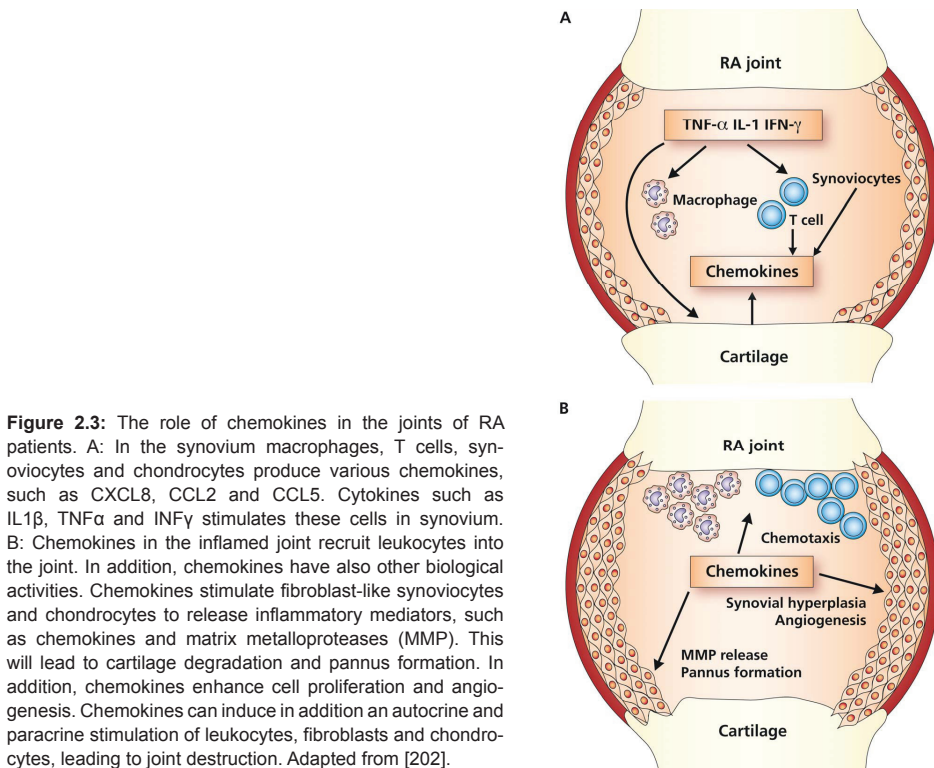 A
RA joint
TNF-α IL-1 IFN-γ
Synoviocytes
Macrophage
T cell
Chemokines
Cartilage
B
RA joint
Chemotaxis
Chemokines
Synovial hyperplasia
Angiogenesis
MMP release
Pannus formation
Cartilage
Figure 2.3: The role of chemokines in the joints of RA
patients. A: In the synovium macrophages, T cells, syn-
oviocytes and chondrocytes produce various chemokines,
such as CXCL8, CCL2 and CCL5. Cytokines such as
IL1β, TNFα and INFγ stimulates these cells in synovium.
B: Chemokines in the inflamed joint recruit leukocytes into
the joint. In addition, chemokines have also other biological
activities. Chemokines stimulate fibroblast-like synoviocytes
and chondrocytes to release inflammatory mediators, such
as chemokines and matrix metalloproteases (MMP). This
will lead to cartilage degradation and pannus formation. In
addition, chemokines enhance cell proliferation and angio-
genesis. Chemokines can induce in addition an autocrine and
paracrine stimulation of leukocytes, fibroblasts and chondro-
cytes, leading to joint destruction. Adapted from [202].